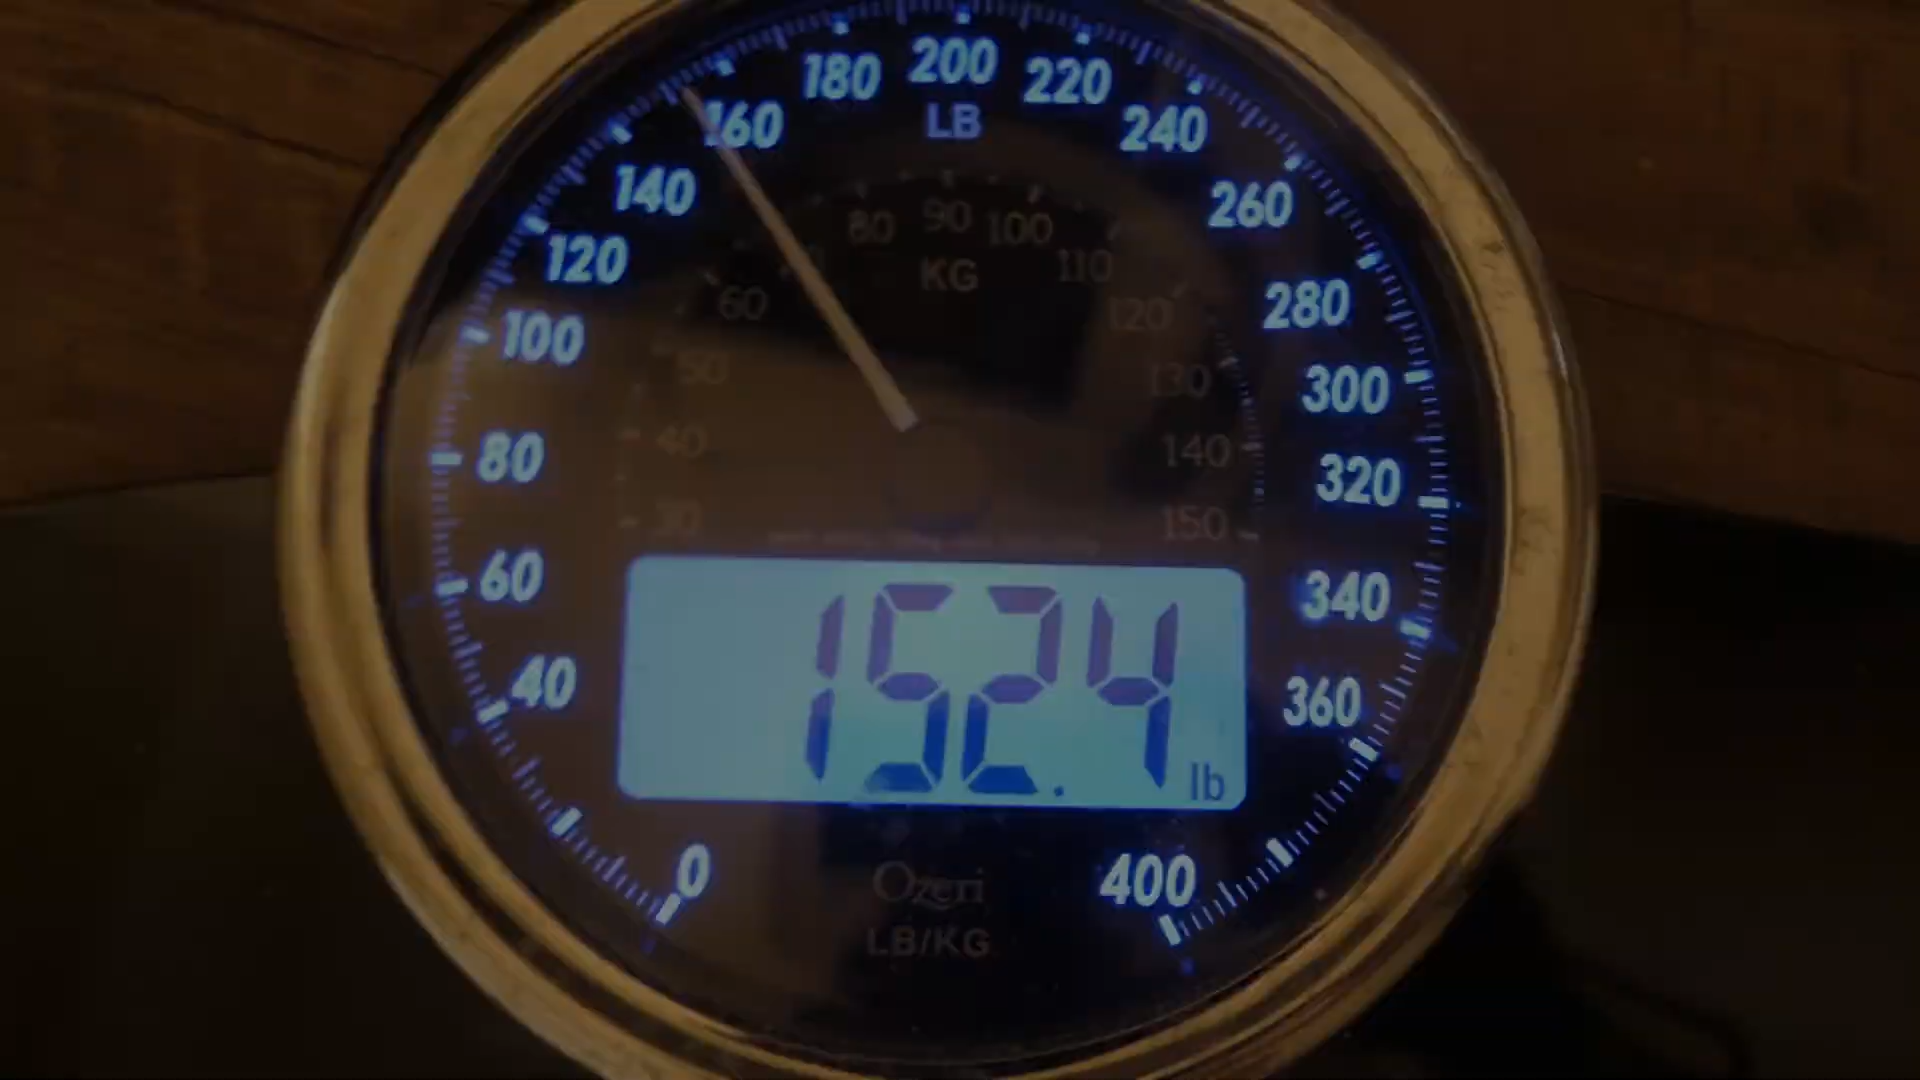 180 200 220
160 LB 240
140 260
120 280
100 300
80 320
60 340
40 360
0 400
80 90 100
KG 110
60 120
50 130
40 140
30 150
152.4 lb
Ozeri
LB/KG